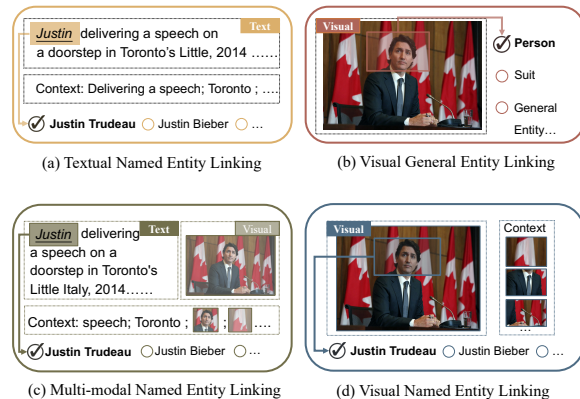 Text
Justin delivering a speech on
a doorstep in Toronto's Little, 2014 ......
Context: Delivering a speech; Toronto ; ....
Justin Trudeau Justin Bieber ...
(a) Textual Named Entity Linking
Visual
Person
Suit
General
Entity...
(b) Visual General Entity Linking
Text
Justin delivering
a speech on a
doorstep in Toronto's
Little Italy, 2014......
Visual
Context: speech; Toronto ; ; ....
Justin Trudeau Justin Bieber ...
(c) Multi-modal Named Entity Linking
Visual
Context
...
Justin Trudeau Justin Bieber ...
(d) Visual Named Entity Linking